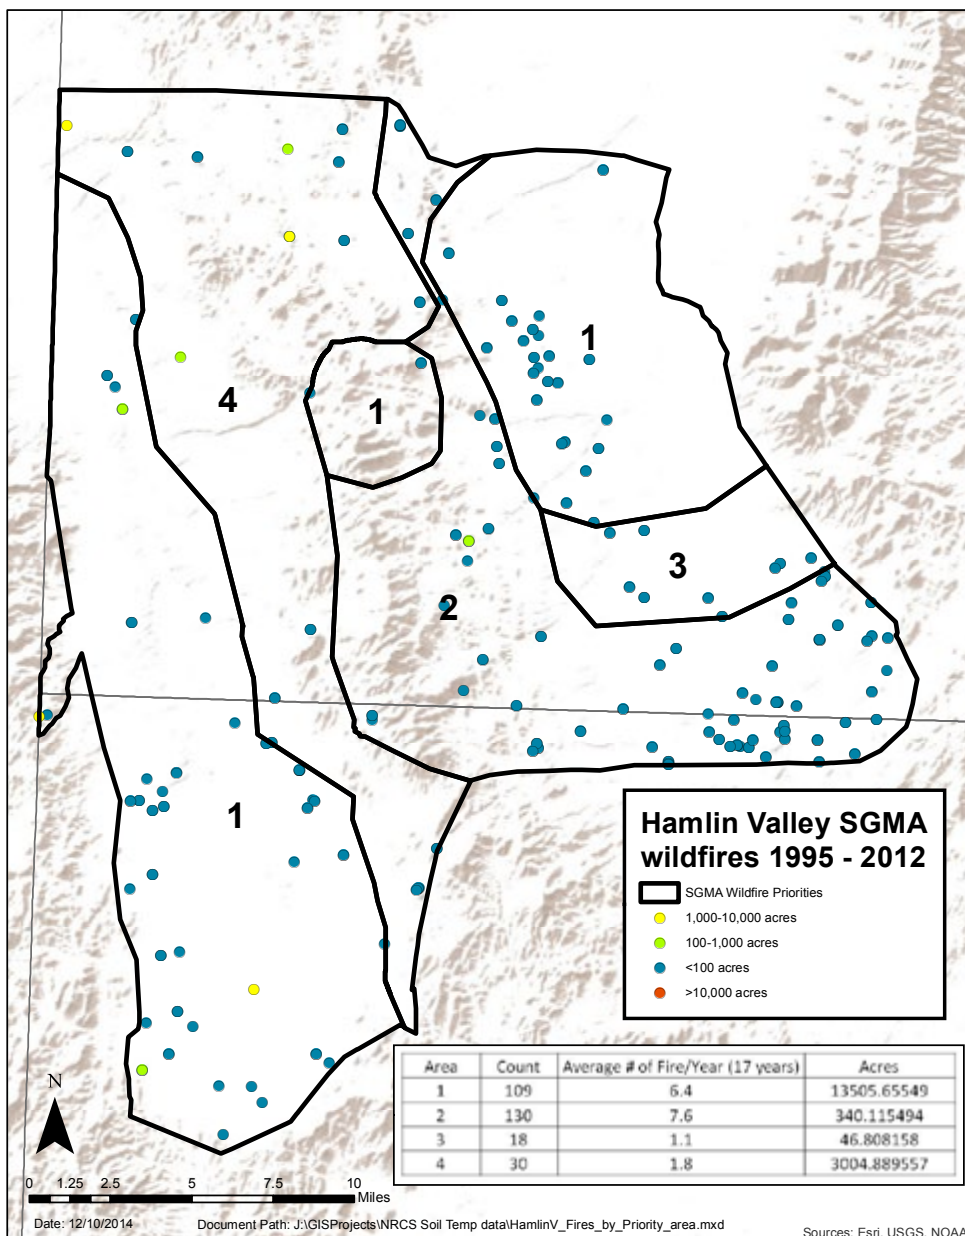 1
4
1
3
2
1
Hamlin Valley SGMA
wildfires 1995 - 2012
SGMA Wildfire Priorities
1,000-10,000 acres
100-1,000 acres
<100 acres
>10,000 acres
Area Count Average # of Fire/Year (17 years) Acres
1 109 6.4 13505.65549
2 130 7.6 340.115494
3 18 1.1 46.808158
4 30 1.8 3004.889557
N
0 1.25 2.5 5 7.5 10
Miles
Date: 12/10/2014 Document Path: J:\GISProjects\NRCS Soil Temp data\HamlinV_Fires_by_Priority_area.mxd
Sources: Esri, USGS, NOAA